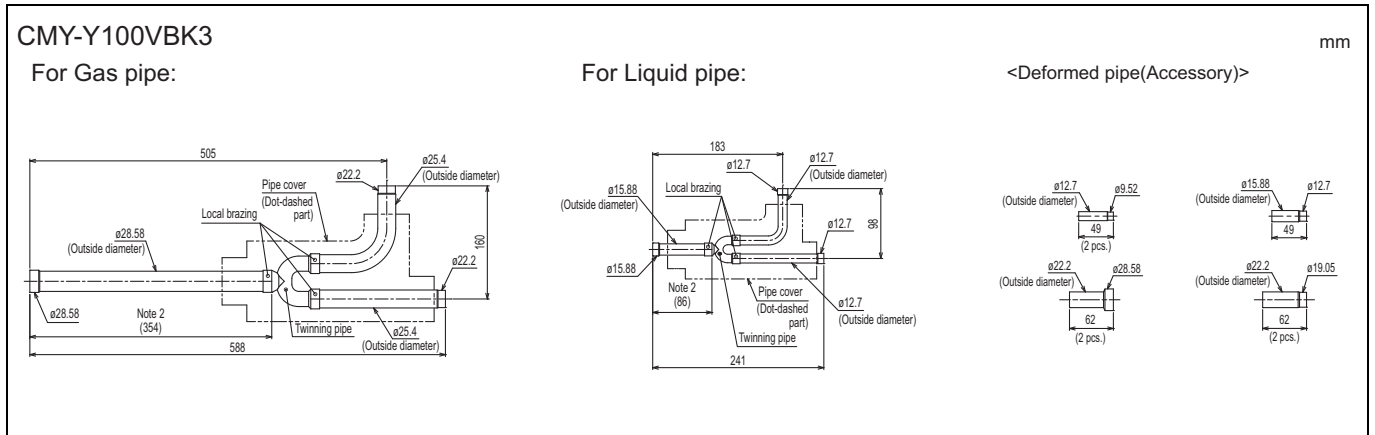 CMY-Y100VBK3
mm
For Gas pipe:
505
ø25.4
(Outside diameter)
ø22.2
Pipe cover
(Dot-dashed
part)
Local brazing
ø28.58
(Outside diameter)
160
ø22.2
ø28.58
Note 2
(354)
Twinning pipe
ø25.4
(Outside diameter)
588
For Liquid pipe:
183
ø12.7
ø12.7
(Outside diameter)
ø15.88
(Outside diameter)
Local brazing
98
ø12.7
ø15.88
Note 2
(86)
Pipe cover
(Dot-dashed
part)
ø12.7
(Outside diameter)
Twinning pipe
241
<Deformed pipe(Accessory)>
ø12.7
(Outside diameter)
ø9.52
49
(2 pcs.)
ø15.88
(Outside diameter)
ø12.7
49
ø22.2
(Outside diameter)
ø28.58
62
(2 pcs.)
ø22.2
(Outside diameter)
ø19.05
62
(2 pcs.)